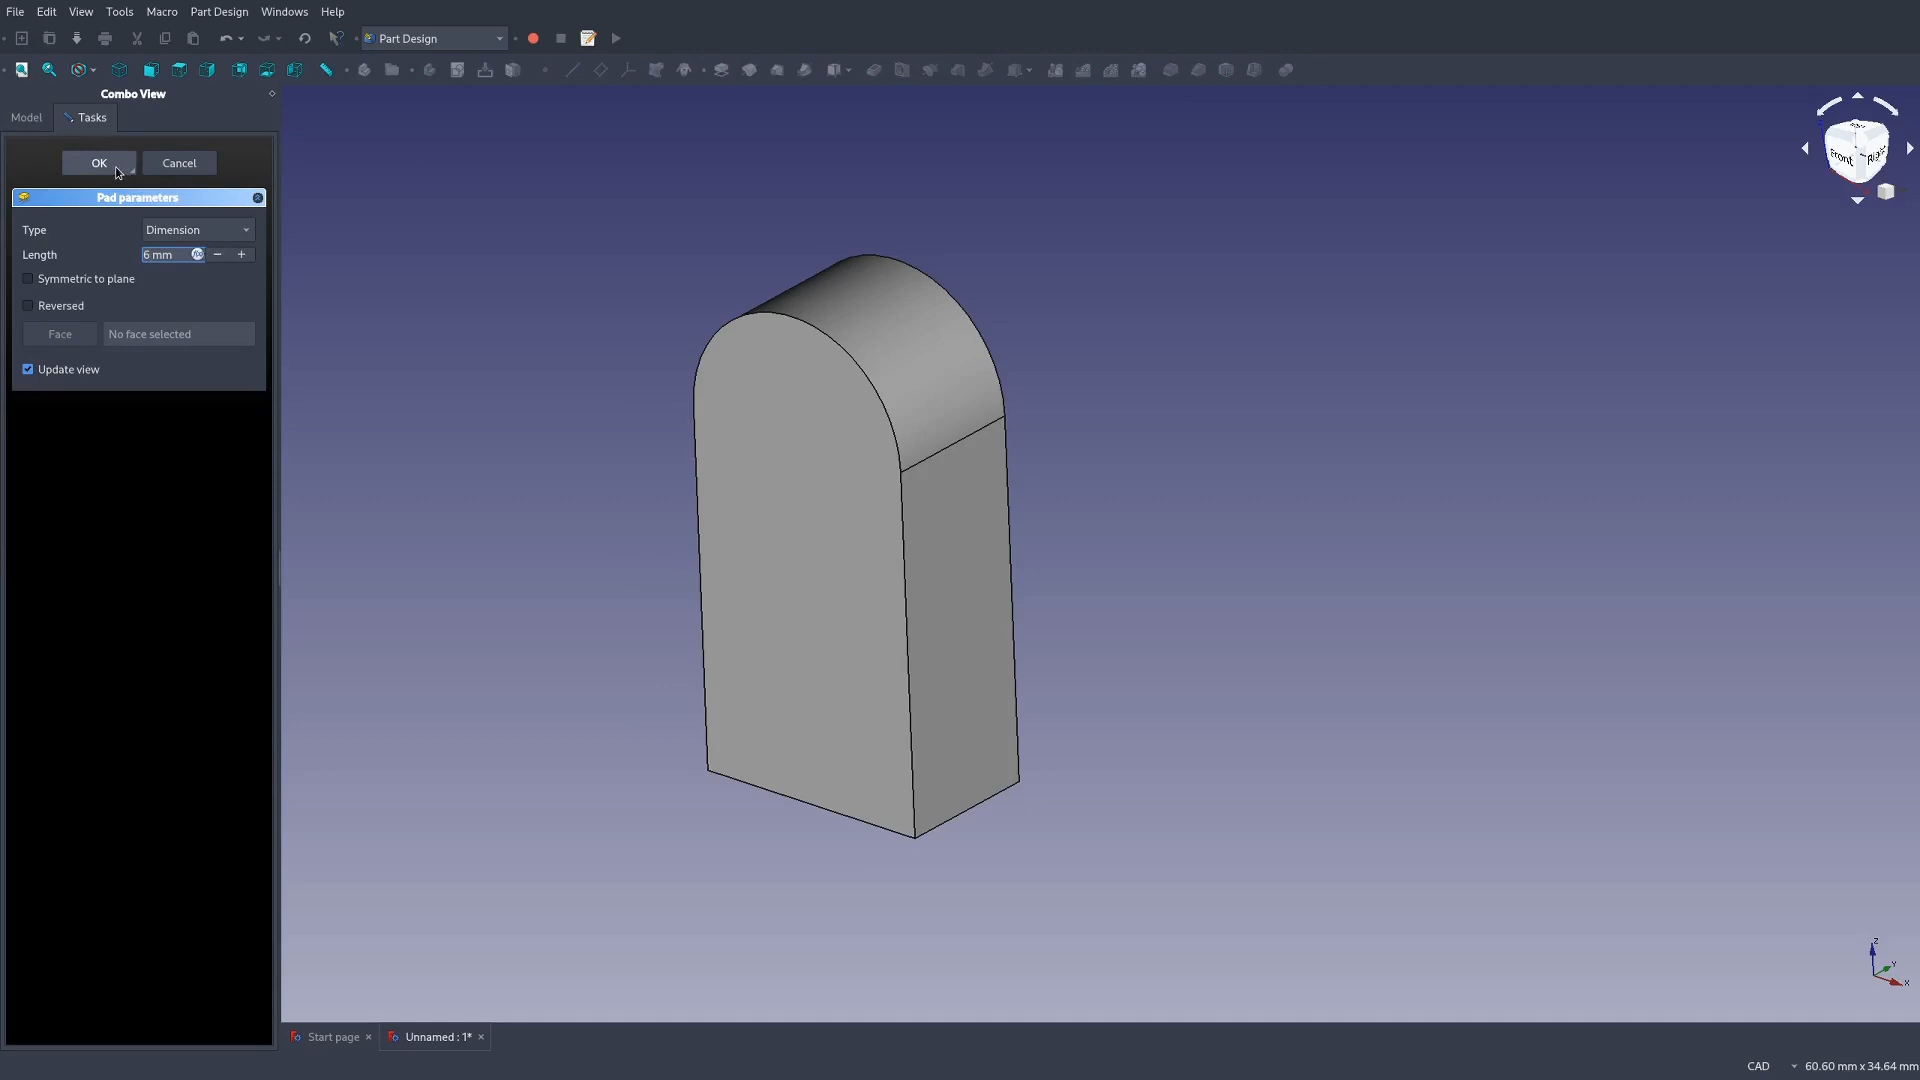 File Edit View Tools Macro Part Design Windows Help
Part Design
Combo View
Model Tasks
OK Cancel
Pad parameters
Type Dimension
Length 6 mm
Symmetric to plane
Reversed
Face No face selected
Update view
Front Right
Z
Y
X
Start page Unnamed : 1*
CAD 60.60 mm x 34.64 mm